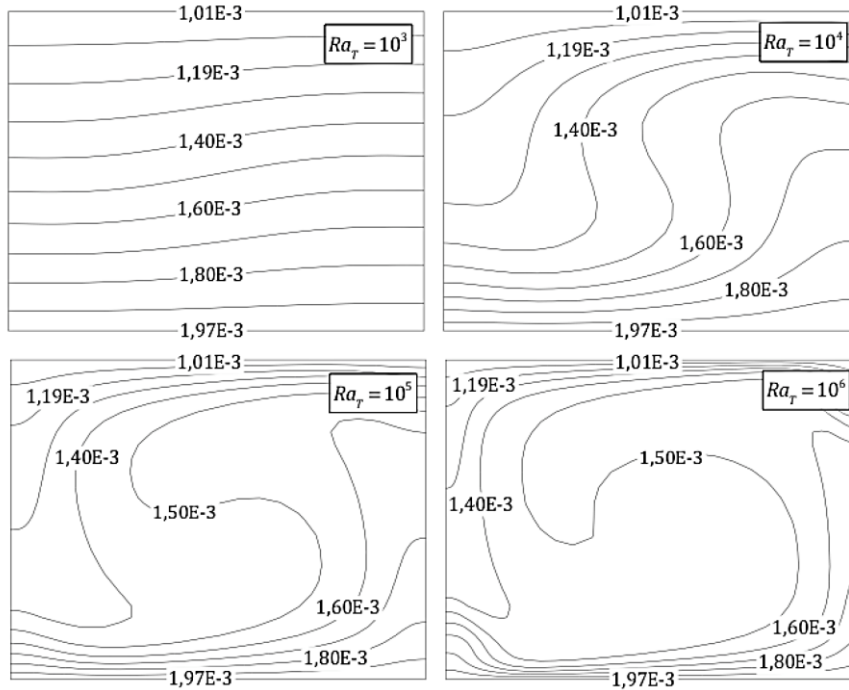 1,01E-3
Ra_T = 10^3
1,19E-3
1,40E-3
1,60E-3
1,80E-3
1,97E-3
1,01E-3
Ra_T = 10^4
1,19E-3
1,40E-3
1,60E-3
1,80E-3
1,97E-3
1,01E-3
Ra_T = 10^5
1,19E-3
1,40E-3
1,50E-3
1,60E-3
1,80E-3
1,97E-3
1,01E-3
Ra_T = 10^6
1,19E-3
1,50E-3
1,40E-3
1,60E-3
1,80E-3
1,97E-3